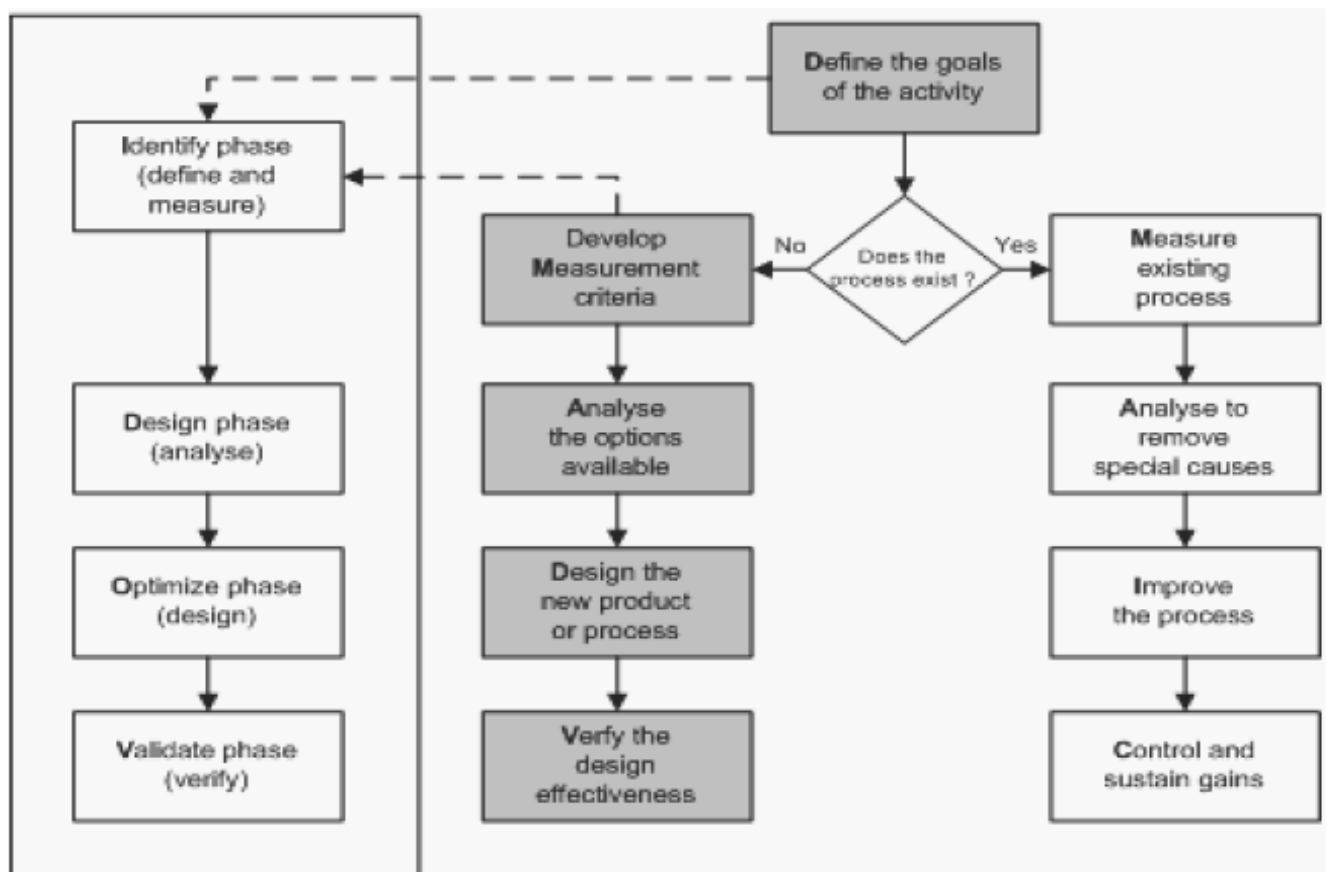 Define the goals
of the activity
Identify phase
(define and
measure)
Develop
Measurement
criteria
No
Does the
process exist ?
Yes
Measure
existing
process
Design phase
(analyse)
Analyse
the options
available
Analyse to
remove
special causes
Optimize phase
(design)
Design the
new product
or process
Improve
the process
Validate phase
(verify)
Verfy the
design
effectiveness
Control and
sustain gains